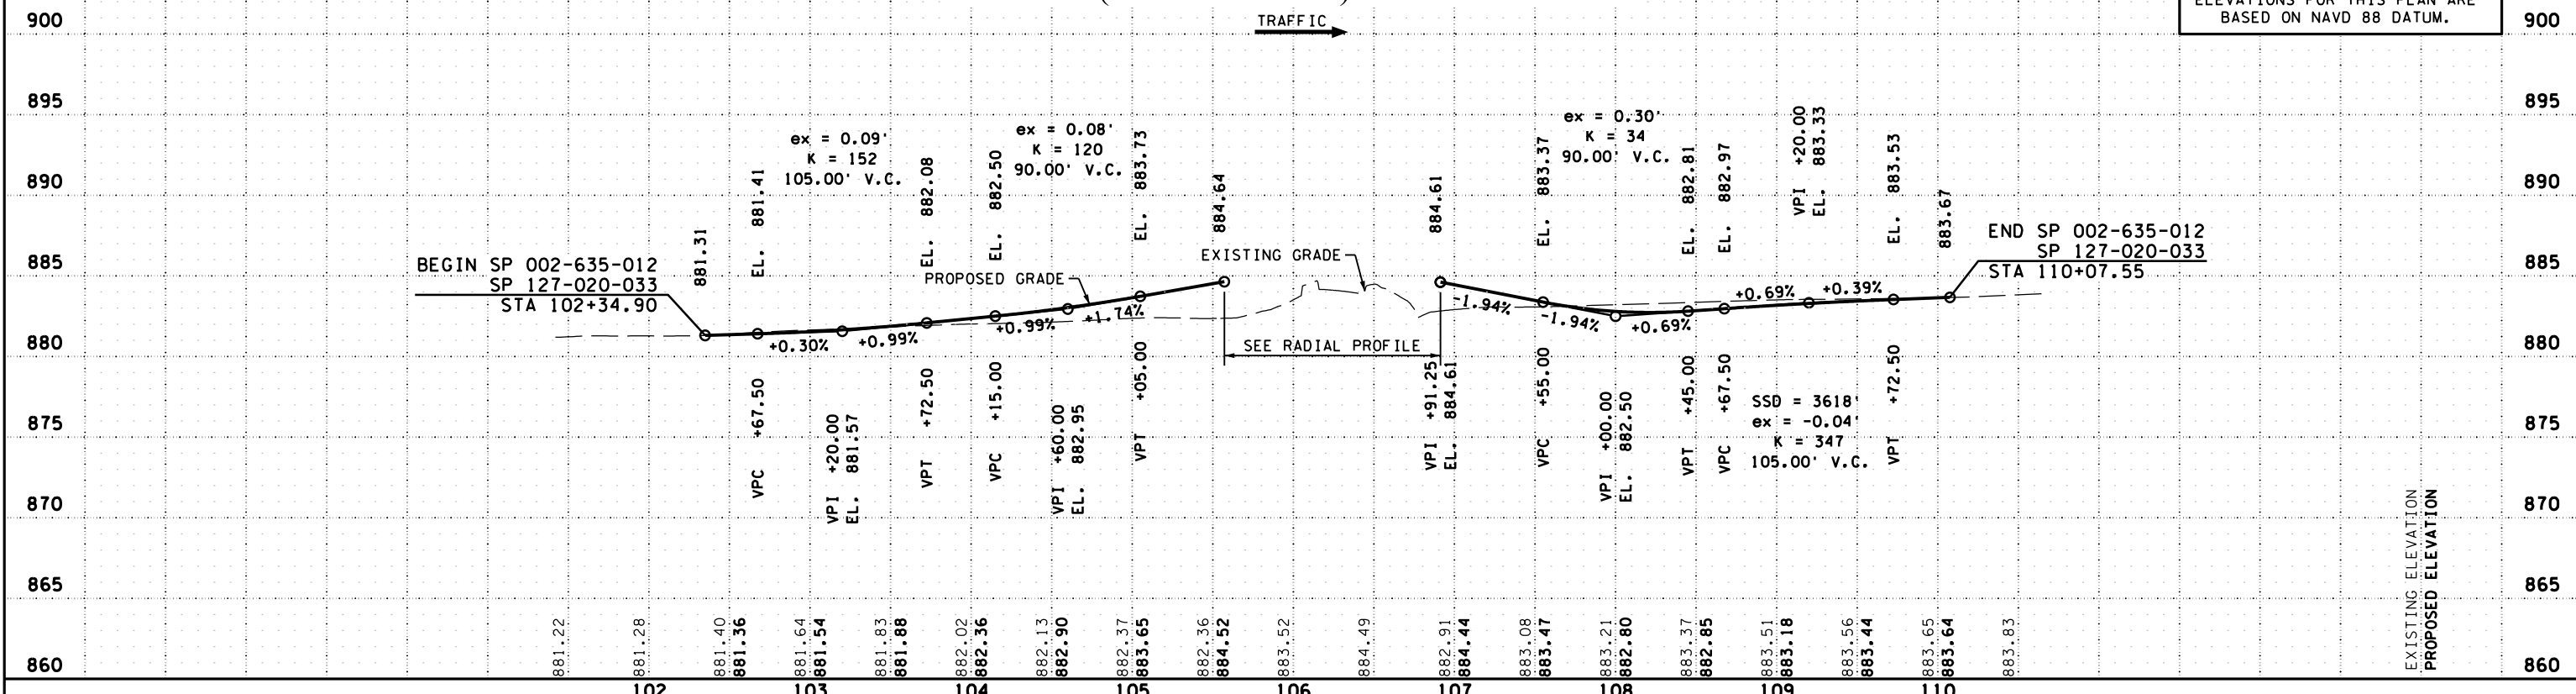 ELEVATIONS FOR THIS PLAN ARE
BASED ON NAVD 88 DATUM.
TRAFFIC
900
900
895
895
890
890
885
885
880
880
875
875
870
870
865
865
860
860
BEGIN SP 002-635-012
SP 127-020-033
STA 102+34.90
881.31
EL. 881.41
ex = 0.09'
K = 152
105.00' V.C.
EL. 882.08
EL. 882.50
ex = 0.08'
K = 120
90.00' V.C.
EL. 883.73
884.64
PROPOSED GRADE
EXISTING GRADE
884.61
EL. 883.37
ex = 0.30'
K = 34
90.00' V.C.
EL. 882.81
EL. 882.97
VPI +20.00
EL. 883.33
EL. 883.53
883.67
END SP 002-635-012
SP 127-020-033
STA 110+07.55
+0.30%
+0.99%
+0.99%
+1.74%
SEE RADIAL PROFILE
-1.94%
-1.94%
+0.69%
+0.69%
+0.39%
VPC +67.50
VPI +20.00
EL. 881.57
VPT +72.50
VPC +15.00
VPI +60.00
EL. 882.95
VPT +05.00
VPI +91.25
EL. 884.61
VPC +55.00
VPI +00.00
EL. 882.50
VPT +45.00
VPC +67.50
SSD = 3618'
ex = -0.04'
K = 347
105.00' V.C.
VPT +72.50
881.22
881.28
881.40
881.36
881.64
881.54
881.83
881.88
882.02
882.36
882.13
882.90
882.37
883.65
882.36
884.52
883.52
884.49
882.91
884.44
883.08
883.47
883.21
882.80
883.37
882.85
883.51
883.18
883.56
883.44
883.65
883.64
883.83
EXISTING ELEVATION
PROPOSED ELEVATION
102
103
104
105
106
107
108
109
110